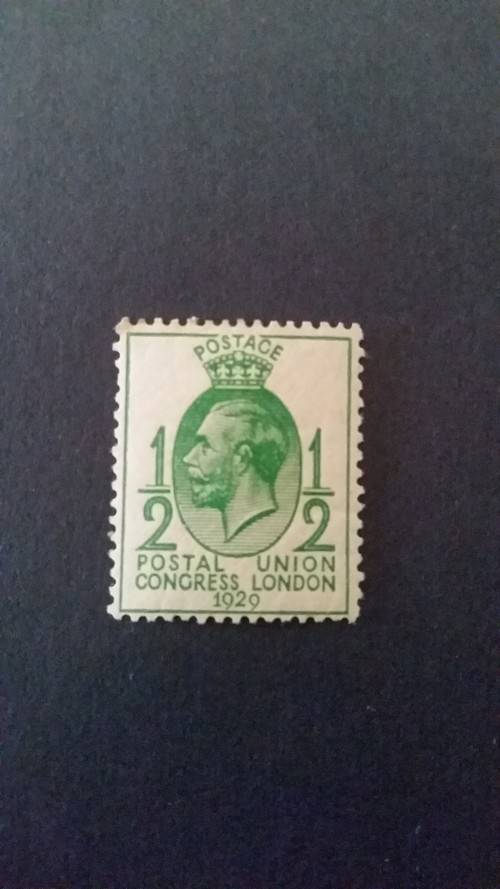 POSTAGE
1/2 1/2
POSTAL UNION
CONGRESS LONDON
1929